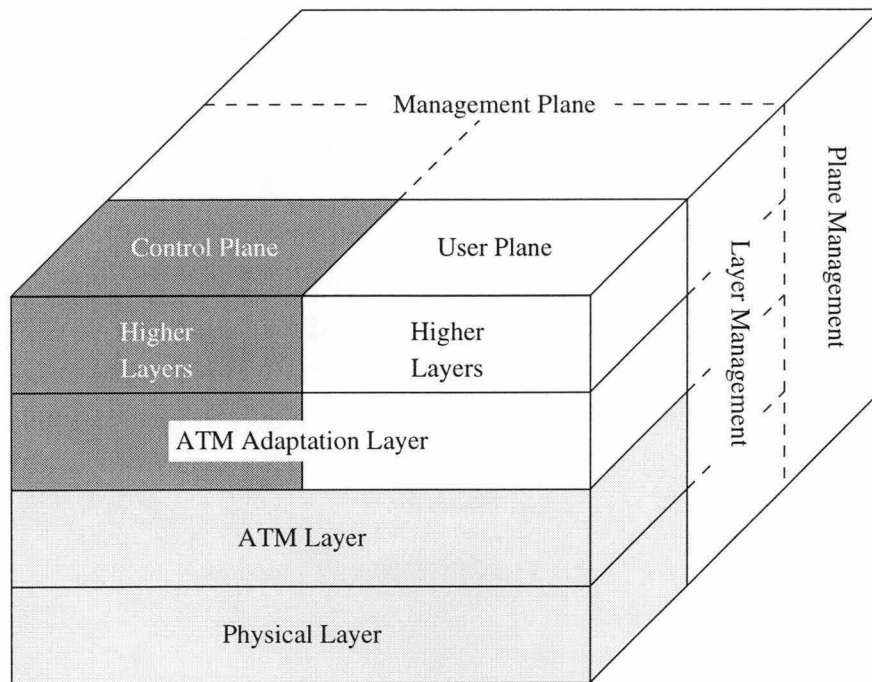 Management Plane
Control Plane
User Plane
Higher
Layers
Higher
Layers
ATM Adaptation Layer
ATM Layer
Physical Layer
Layer Management
Plane Management